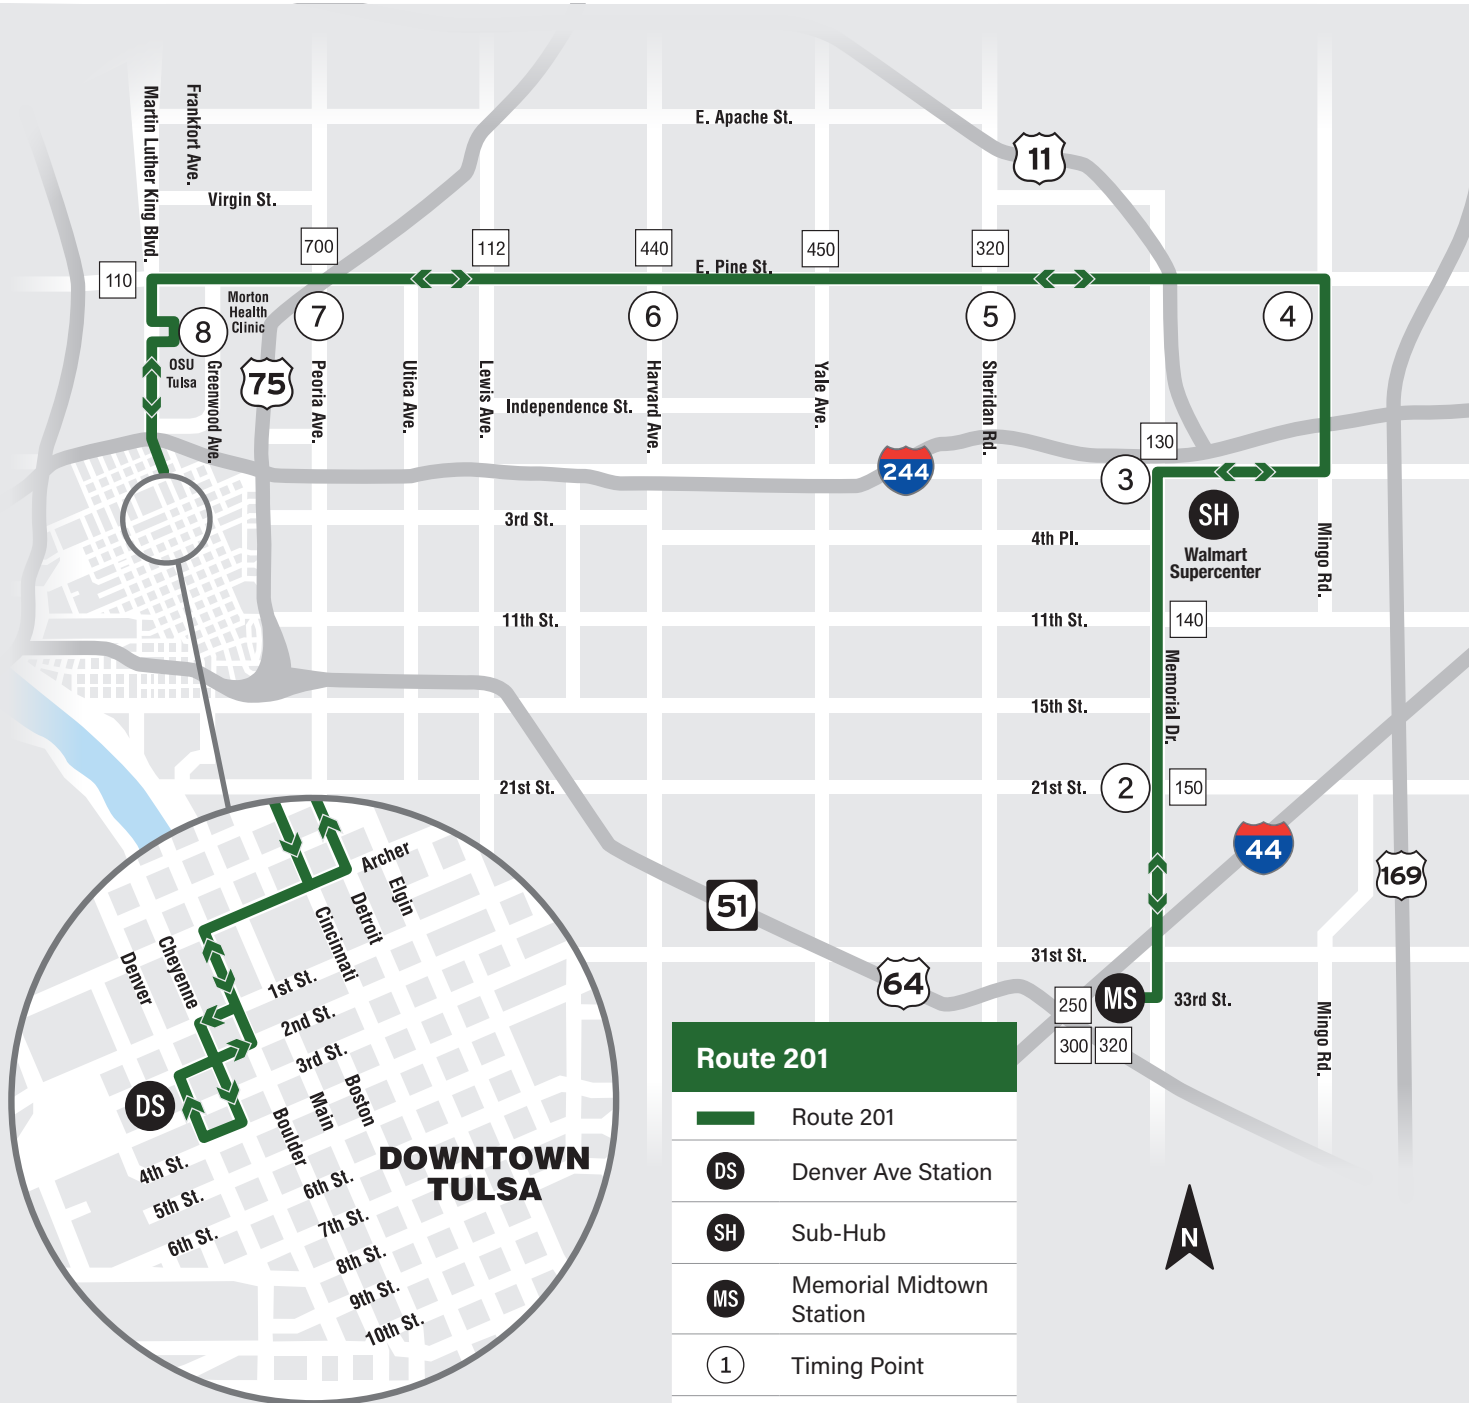 Martin Luther King Blvd.
Frankfort Ave.
E. Apache St.
11
Virgin St.
700
112
440
450
320
110
E. Pine St.
Morton
Health
Clinic
8
7
6
5
4
OSU
Tulsa
75
Greenwood Ave.
Peoria Ave.
Utica Ave.
Lewis Ave.
Independence St.
Harvard Ave.
Yale Ave.
Sheridan Rd.
130
244
3
SH
Walmart
Supercenter
3rd St.
4th Pl.
Mingo Rd.
11th St.
11th St.
140
Memorial Dr.
15th St.
21st St.
21st St.
2
150
44
169
51
64
31st St.
250
MS
33rd St.
300
320
Mingo Rd.
Archer
Elgin
Detroit
Cincinnati
Cheyenne
Denver
1st St.
2nd St.
3rd St.
Boston
Main
Boulder
DS
4th St.
5th St.
6th St.
DOWNTOWN
TULSA
6th St.
7th St.
8th St.
9th St.
10th St.
Route 201
Route 201
DS
Denver Ave Station
SH
Sub-Hub
MS
Memorial Midtown
Station
1
Timing Point
N